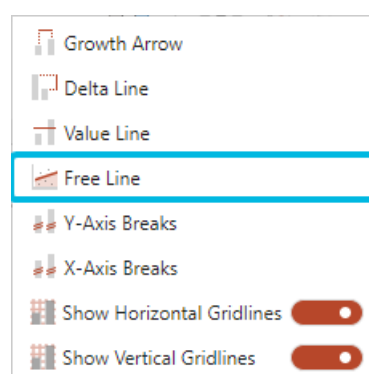 Growth Arrow
Delta Line
Value Line
Free Line
Y-Axis Breaks
X-Axis Breaks
Show Horizontal Gridlines
Show Vertical Gridlines